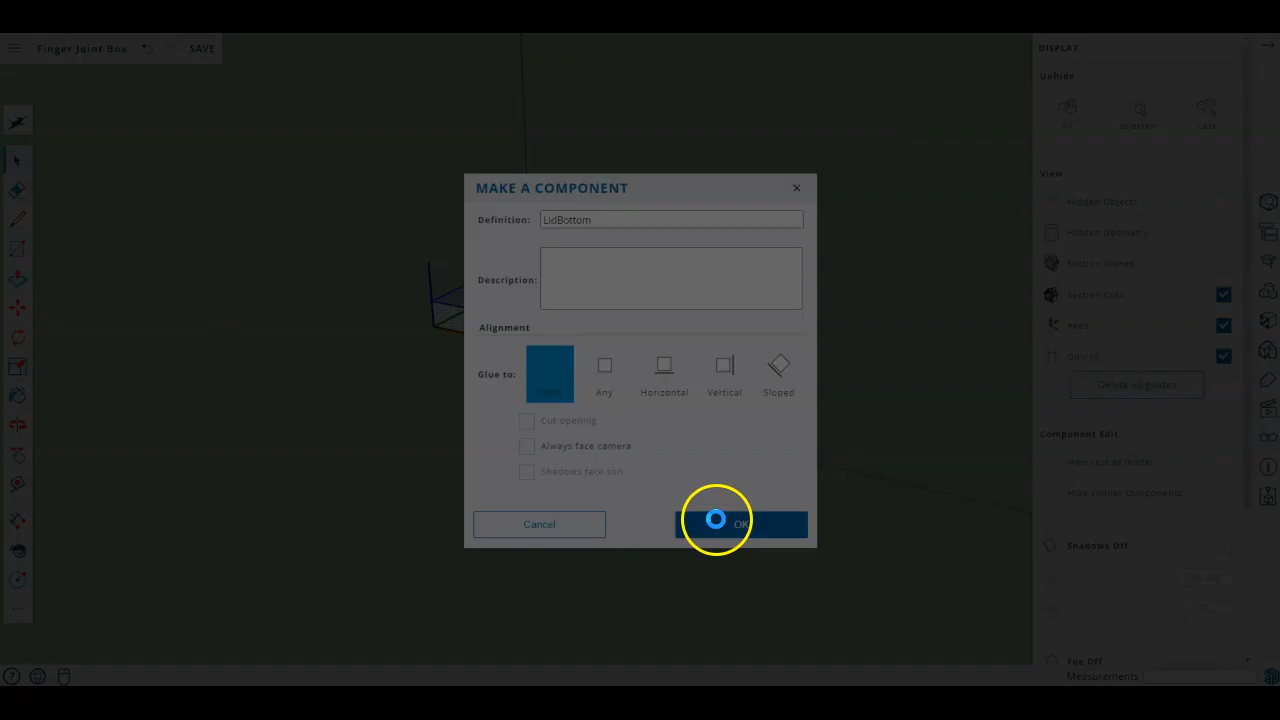 Finger Joint Box
SAVE
DISPLAY
Unhide
All
Selected
Last
View
Hidden Objects
Hidden Geometry
Section Planes
Section Cuts
Axes
Guides
Delete all guides
Component Edit
Hide rest of model
Hide similar components
Shadows Off
Fog Off
Measurements
MAKE A COMPONENT
Definition:
LidBottom
Description:
Alignment
Glue to:
Any
Horizontal
Vertical
Sloped
Cut opening
Always face camera
Shadows face sun
Cancel
OK